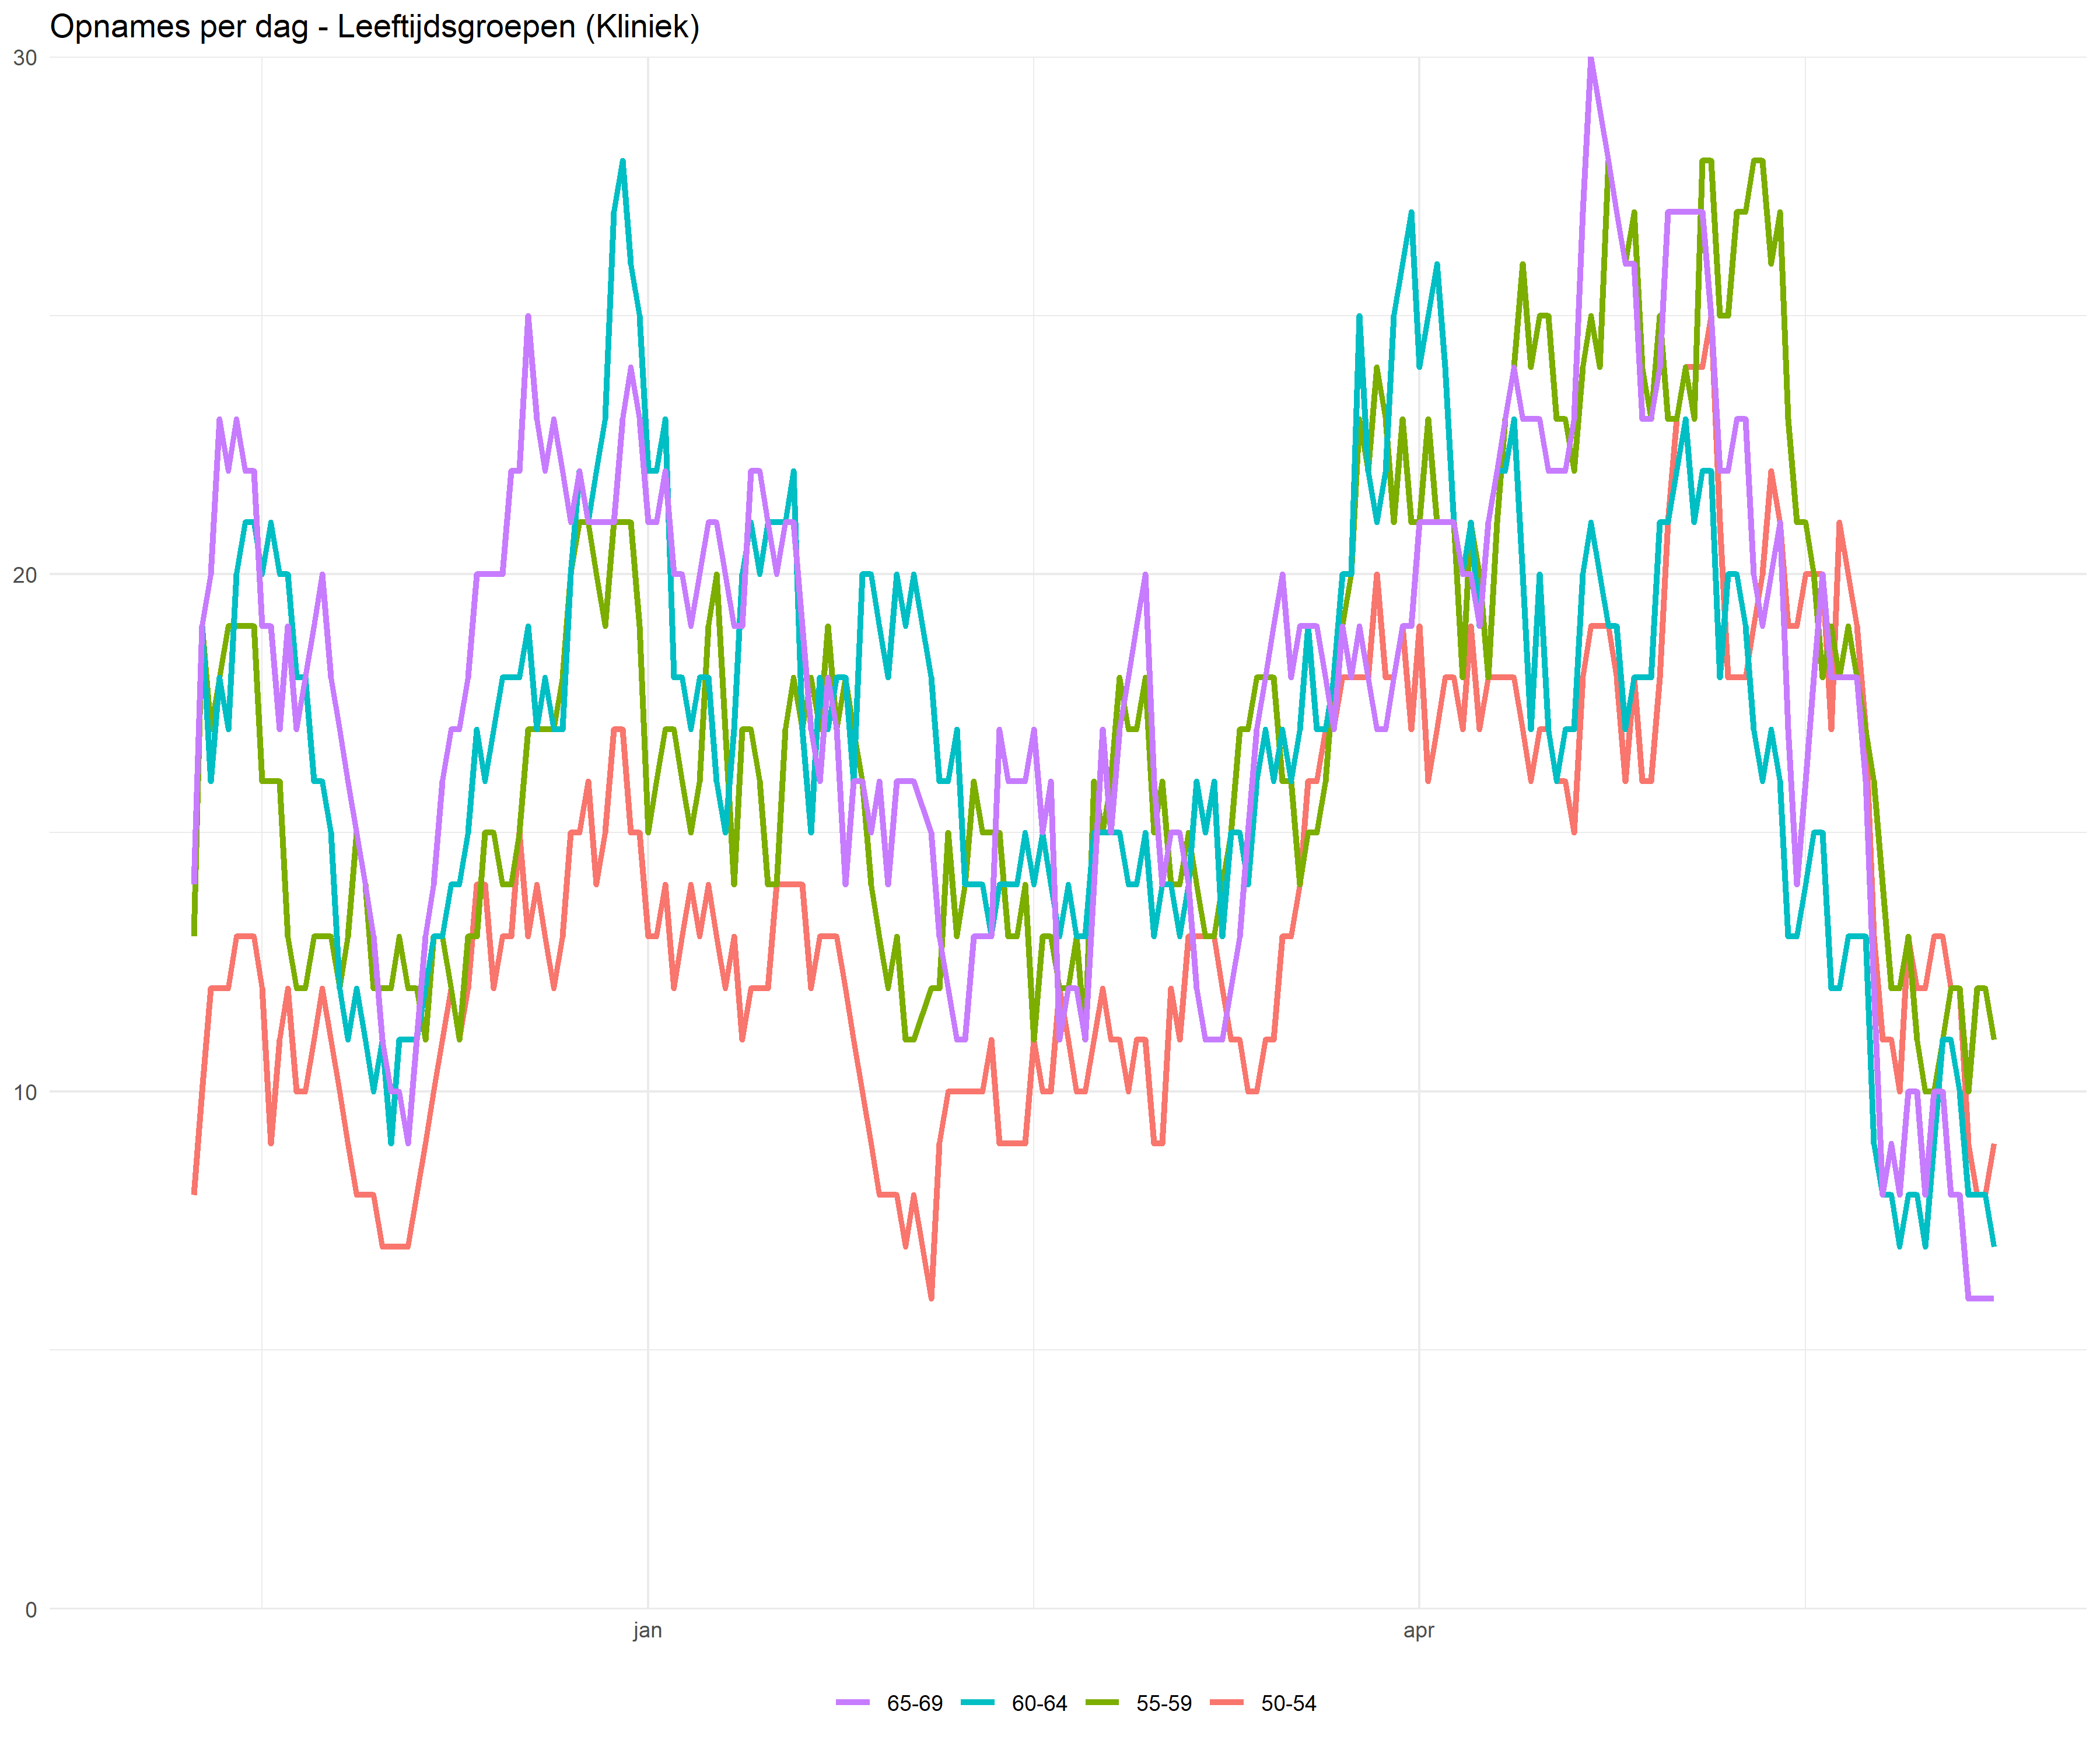 Opnames per dag - Leeftijdsgroepen (Kliniek)
30
20
10
0
jan apr
65-69 60-64 55-59 50-54